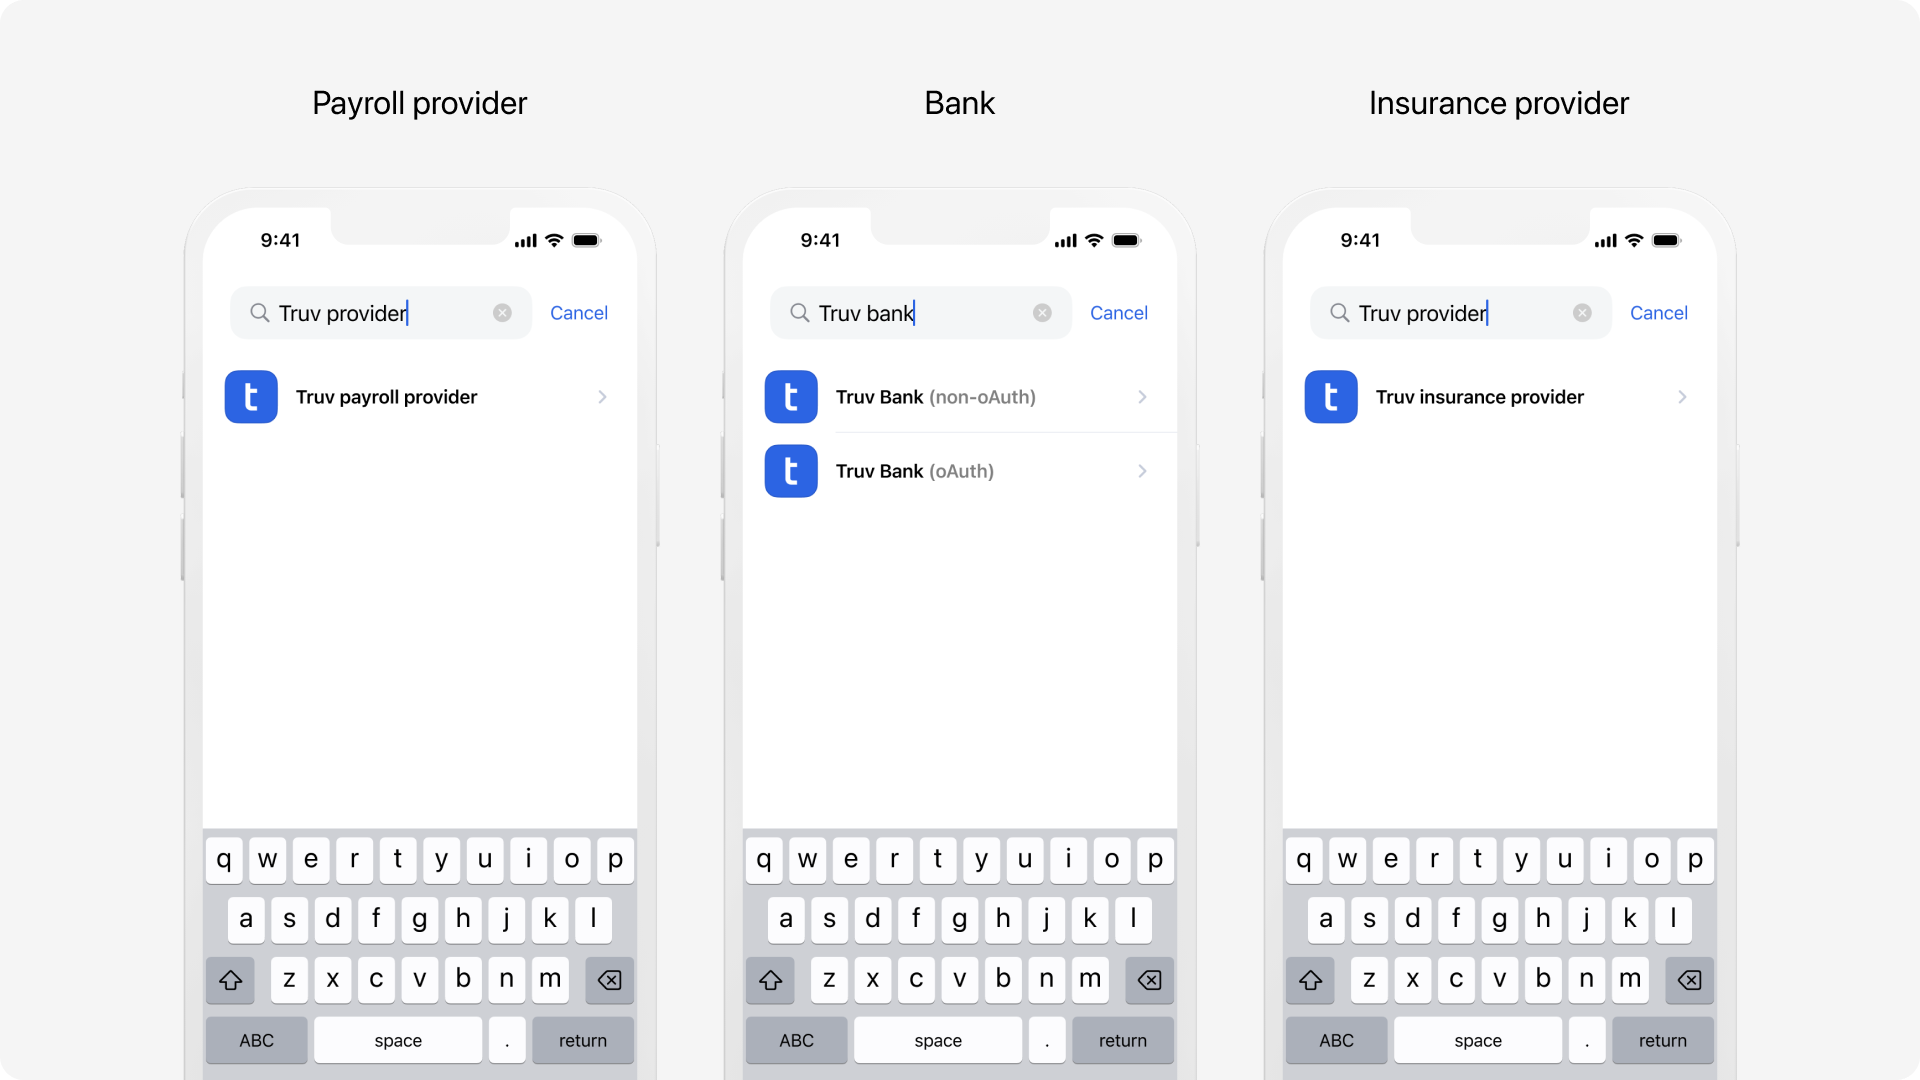 Payroll provider
Bank
Insurance provider
9:41
Truv provider
Cancel
t
Truv payroll provider
q w e r t y u i o p
a s d f g h j k l
z x c v b n m
ABC space . return
9:41
Truv bank
Cancel
t
Truv Bank (non-oAuth)
t
Truv Bank (oAuth)
q w e r t y u i o p
a s d f g h j k l
z x c v b n m
ABC space . return
9:41
Truv provider
Cancel
t
Truv insurance provider
q w e r t y u i o p
a s d f g h j k l
z x c v b n m
ABC space . return